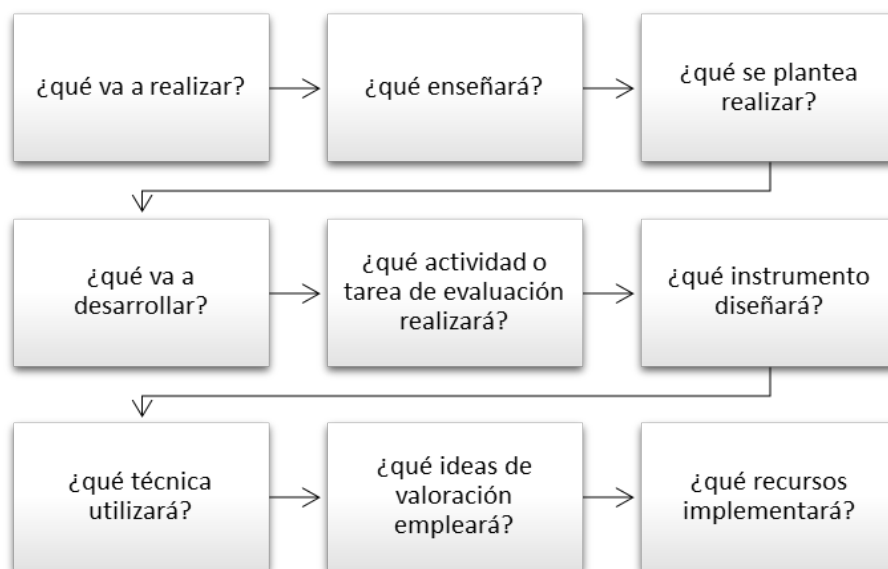 ¿qué va a realizar?
¿qué enseñará?
¿qué se plantea
realizar?
¿qué va a
desarrollar?
¿qué actividad o
tarea de evaluación
realizará?
¿qué instrumento
diseñará?
¿qué técnica
utilizará?
¿qué ideas de
valoración
empleará?
¿qué recursos
implementará?